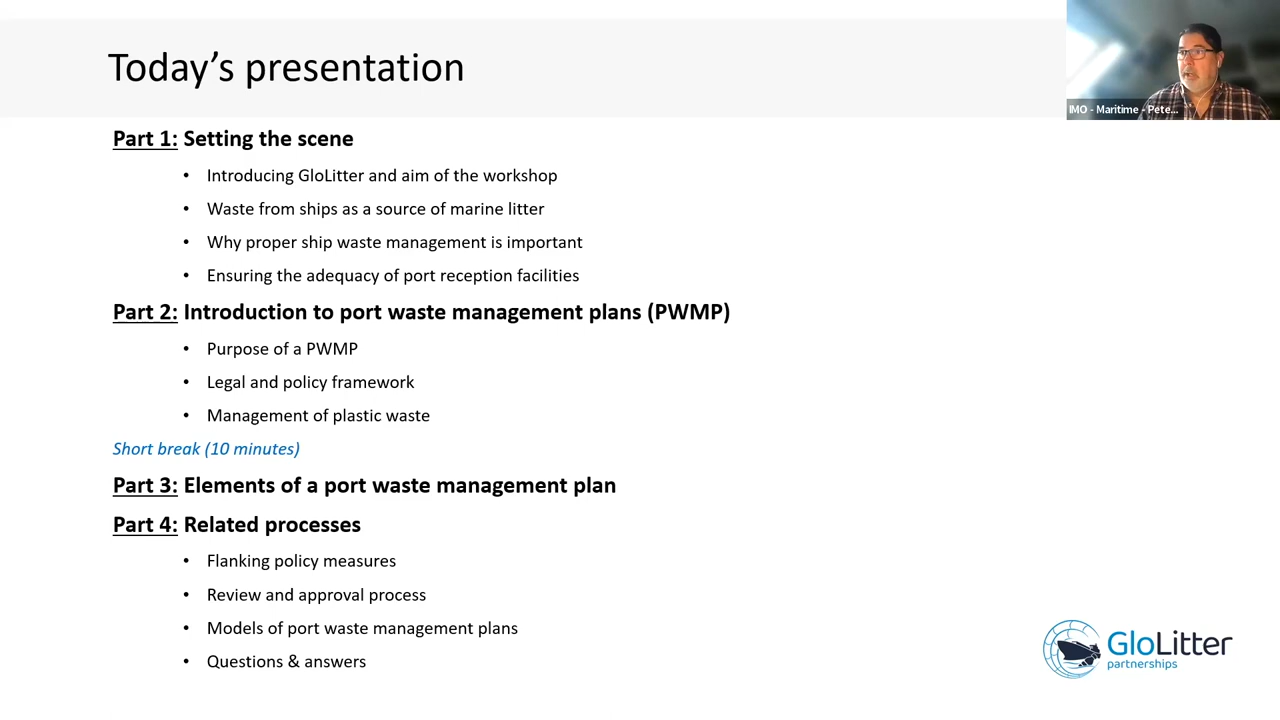 Today’s presentation
IMO - Maritime - Pete...
Part 1: Setting the scene
• Introducing GloLitter and aim of the workshop
• Waste from ships as a source of marine litter
• Why proper ship waste management is important
• Ensuring the adequacy of port reception facilities
Part 2: Introduction to port waste management plans (PWMP)
• Purpose of a PWMP
• Legal and policy framework
• Management of plastic waste
Short break (10 minutes)
Part 3: Elements of a port waste management plan
Part 4: Related processes
• Flanking policy measures
• Review and approval process
• Models of port waste management plans
• Questions & answers
GloLitter
partnerships